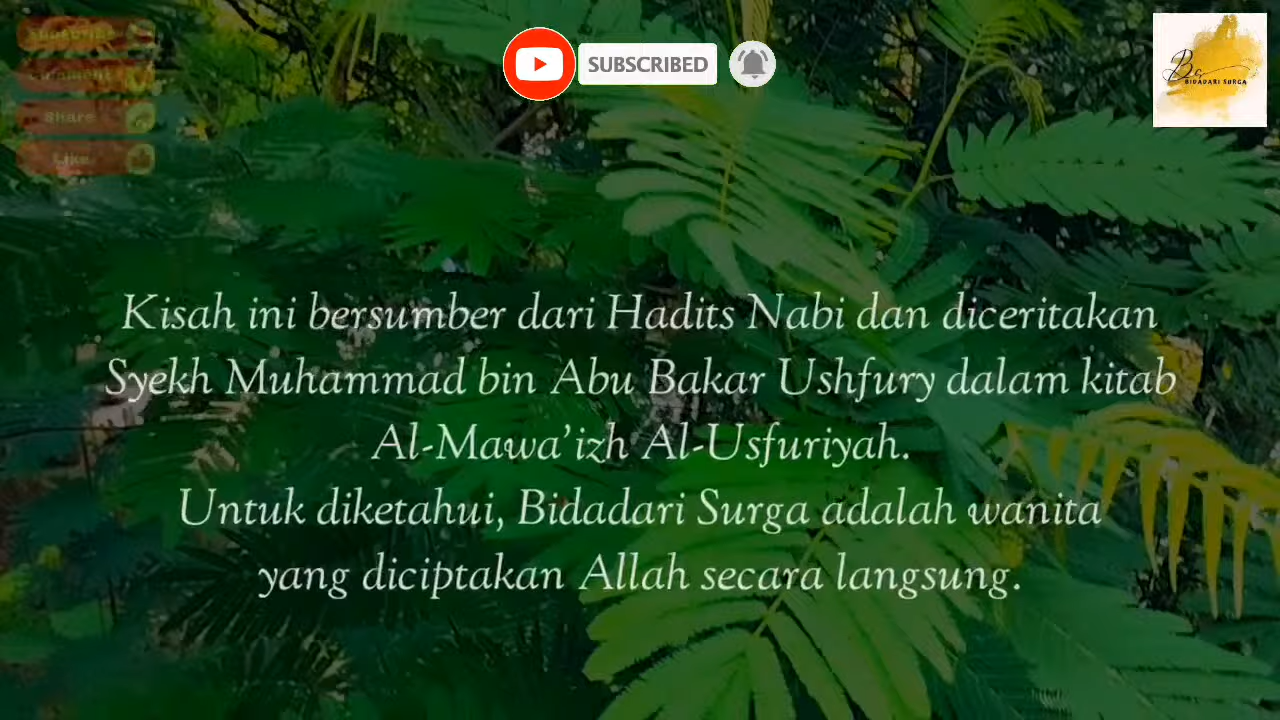 SUBSCRIBED
BIDADARI SURGA
Share
Like
Kisah ini bersumber dari Hadits Nabi dan diceritakan
Syekh Muhammad bin Abu Bakar Ushfury dalam kitab
Al-Mawa'izh Al-Usfuriyah.
Untuk diketahui, Bidadari Surga adalah wanita
yang diciptakan Allah secara langsung.